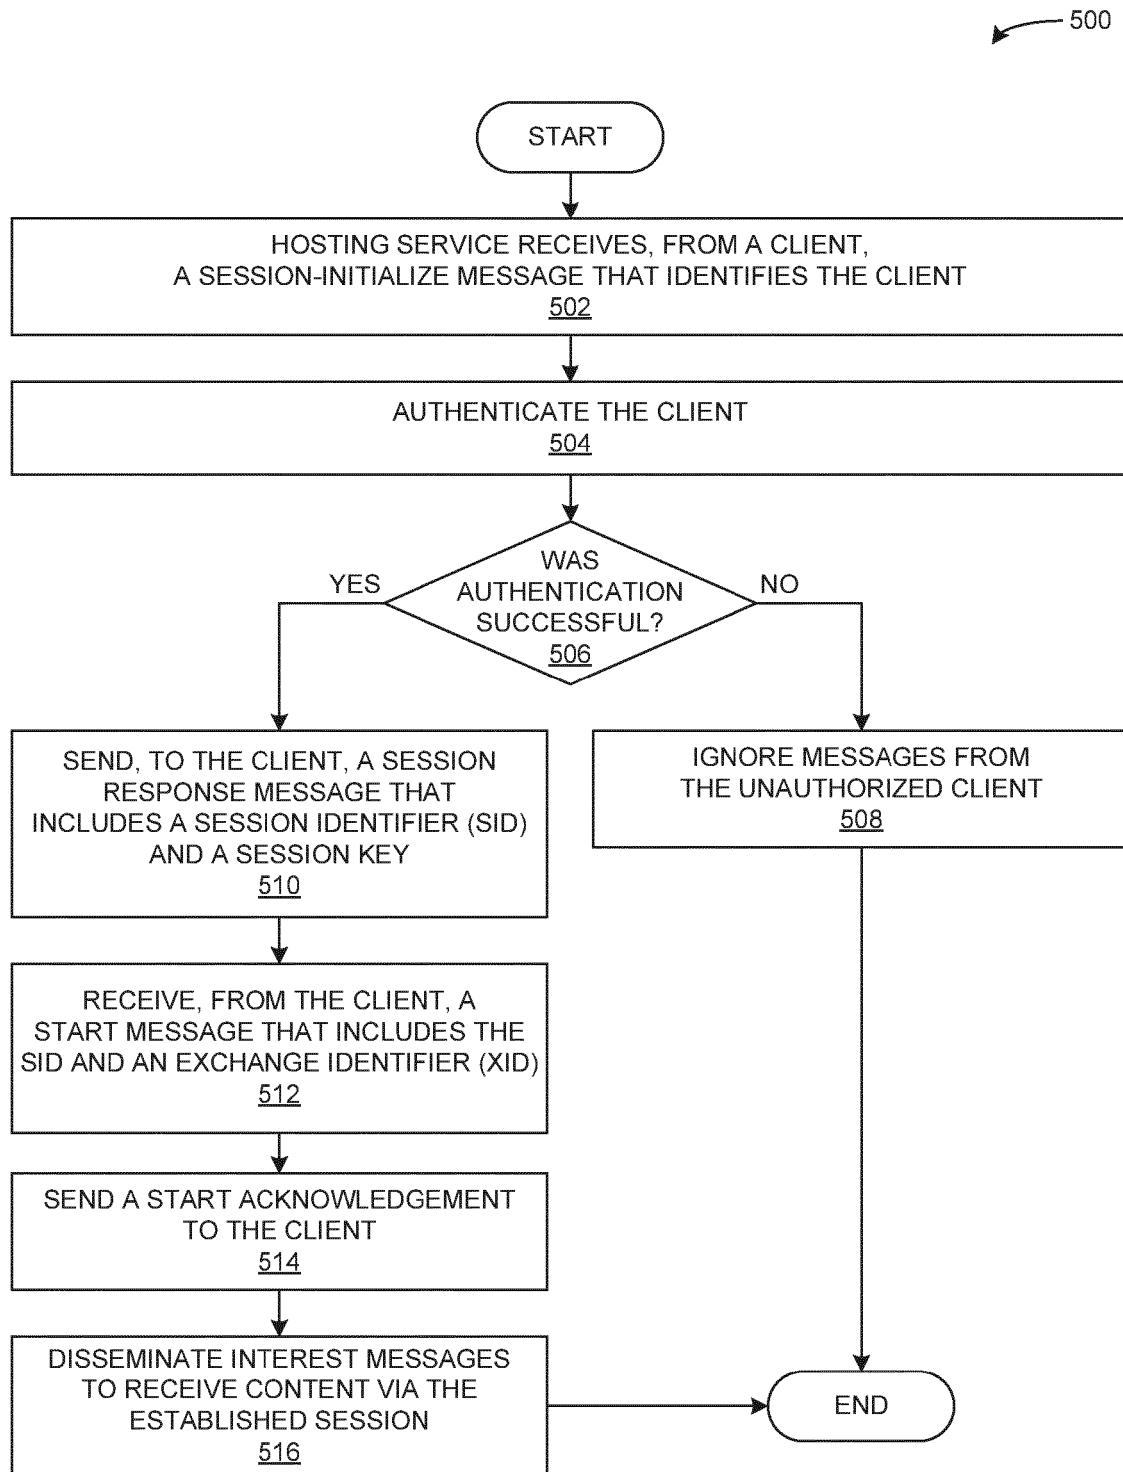 500
START
HOSTING SERVICE RECEIVES, FROM A CLIENT,
A SESSION-INITIALIZE MESSAGE THAT IDENTIFIES THE CLIENT
502
AUTHENTICATE THE CLIENT
504
WAS
AUTHENTICATION
SUCCESSFUL?
506
YES
NO
SEND, TO THE CLIENT, A SESSION
RESPONSE MESSAGE THAT
INCLUDES A SESSION IDENTIFIER (SID)
AND A SESSION KEY
510
IGNORE MESSAGES FROM
THE UNAUTHORIZED CLIENT
508
RECEIVE, FROM THE CLIENT, A
START MESSAGE THAT INCLUDES THE
SID AND AN EXCHANGE IDENTIFIER (XID)
512
SEND A START ACKNOWLEDGEMENT
TO THE CLIENT
514
DISSEMINATE INTEREST MESSAGES
TO RECEIVE CONTENT VIA THE
ESTABLISHED SESSION
516
END